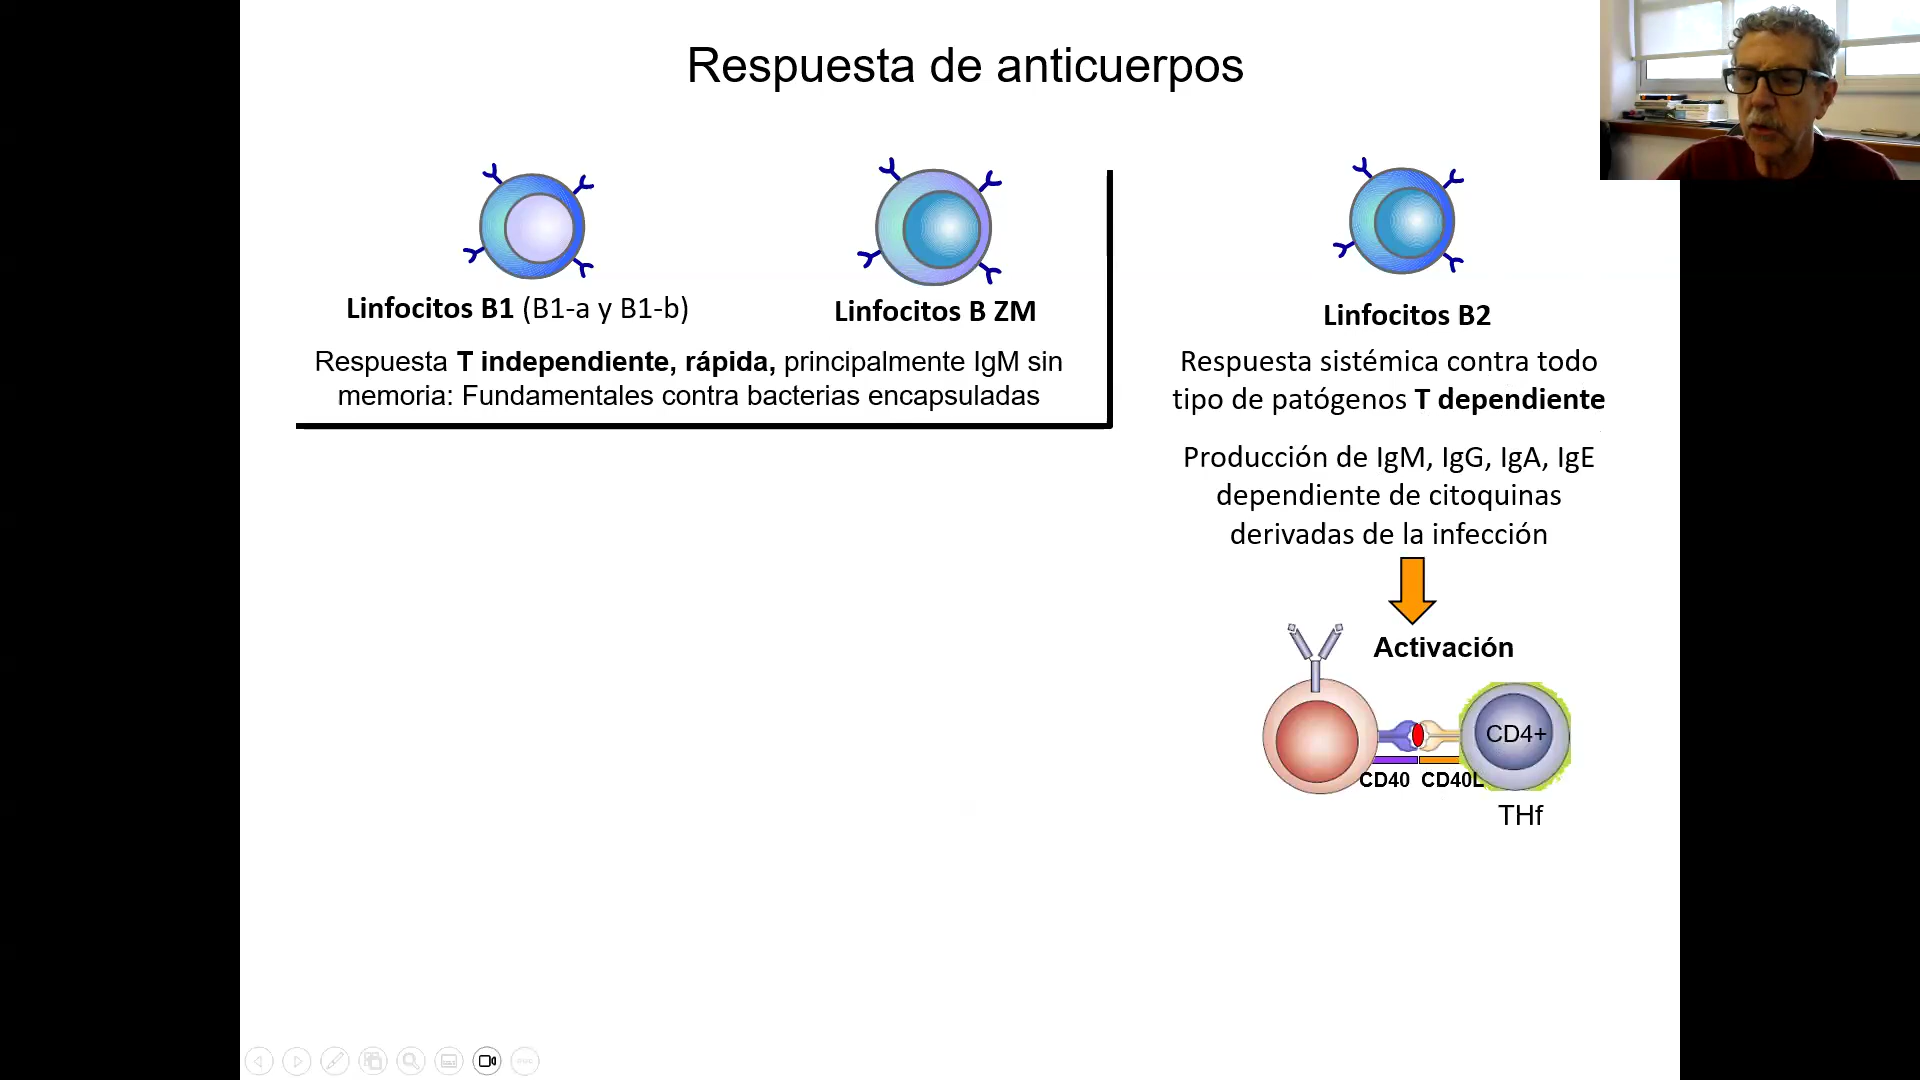 Respuesta de anticuerpos
Linfocitos B1 (B1-a y B1-b)
Linfocitos B ZM
Respuesta T independiente, rápida, principalmente IgM sin
memoria: Fundamentales contra bacterias encapsuladas
Linfocitos B2
Respuesta sistémica contra todo
tipo de patógenos T dependiente
Producción de IgM, IgG, IgA, IgE
dependiente de citoquinas
derivadas de la infección
Activación
CD4+
CD40 CD40L
THf